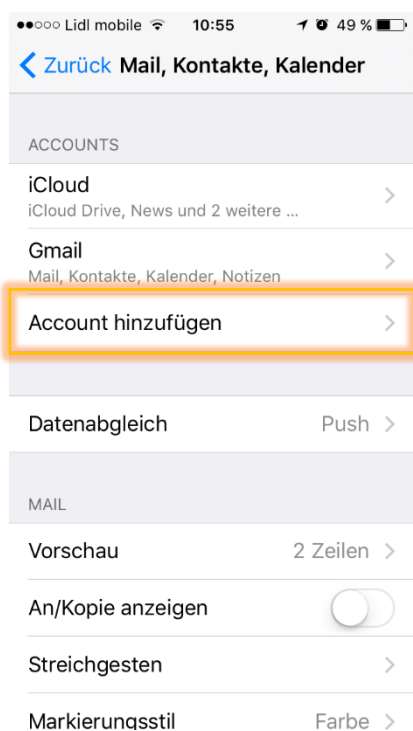 Lidl mobile 10:55 49 %
Zurück Mail, Kontakte, Kalender
ACCOUNTS
iCloud
iCloud Drive, News und 2 weitere ...
Gmail
Mail, Kontakte, Kalender, Notizen
Account hinzufügen
Datenabgleich Push
MAIL
Vorschau 2 Zeilen
An/Kopie anzeigen
Streichgesten
Markierungsstil Farbe